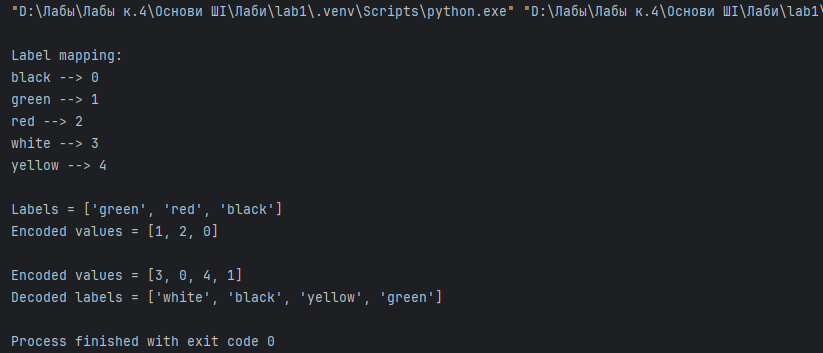 "D:\Лабы\Лабы к.4\Основи ШІ\Лаби\lab1\.venv\Scripts\python.exe" "D:\Лабы\Лабы к.4\Основи ШІ\Лаби\lab1\
Label mapping:
black --> 0
green --> 1
red --> 2
white --> 3
yellow --> 4
Labels = ['green', 'red', 'black']
Encoded values = [1, 2, 0]
Encoded values = [3, 0, 4, 1]
Decoded labels = ['white', 'black', 'yellow', 'green']
Process finished with exit code 0